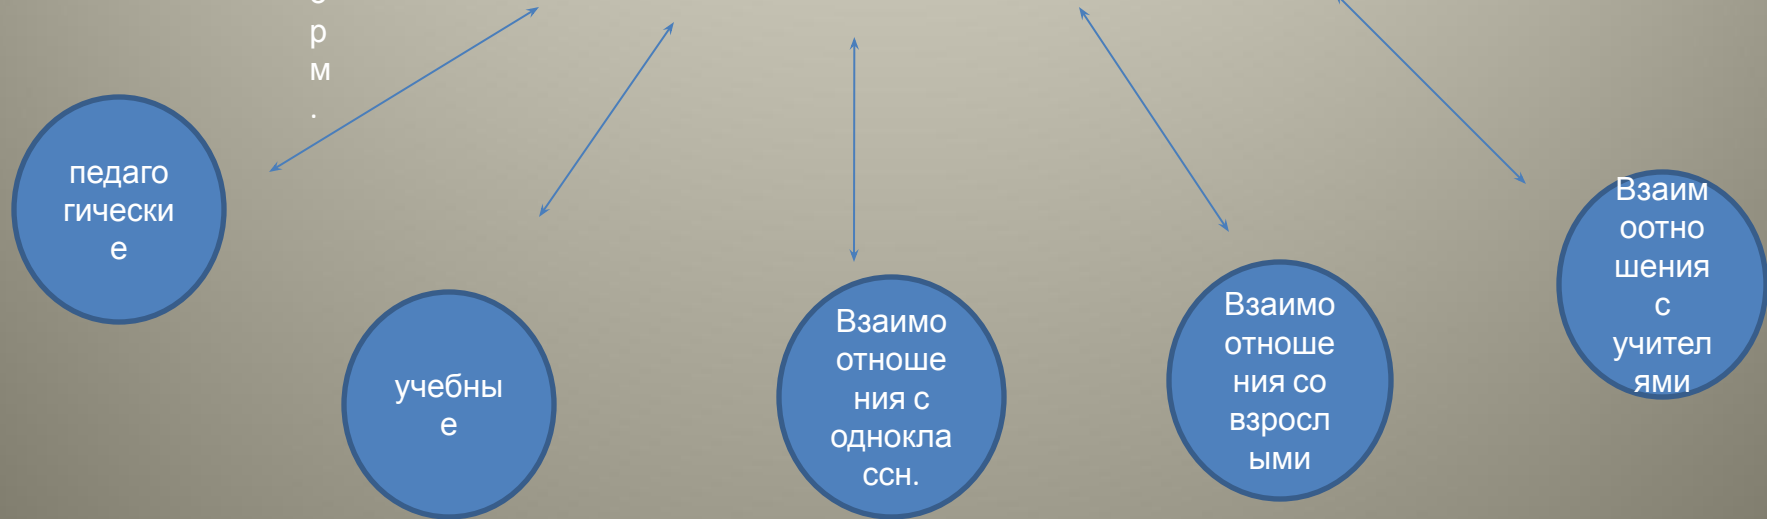 р
м
.
педаго
гически
е
учебны
е
Взаимо
отноше
ния с
однокла
ссн.
Взаимо
отноше
ния со
взросл
ыми
Взаим
оотно
шения
с
учител
ями